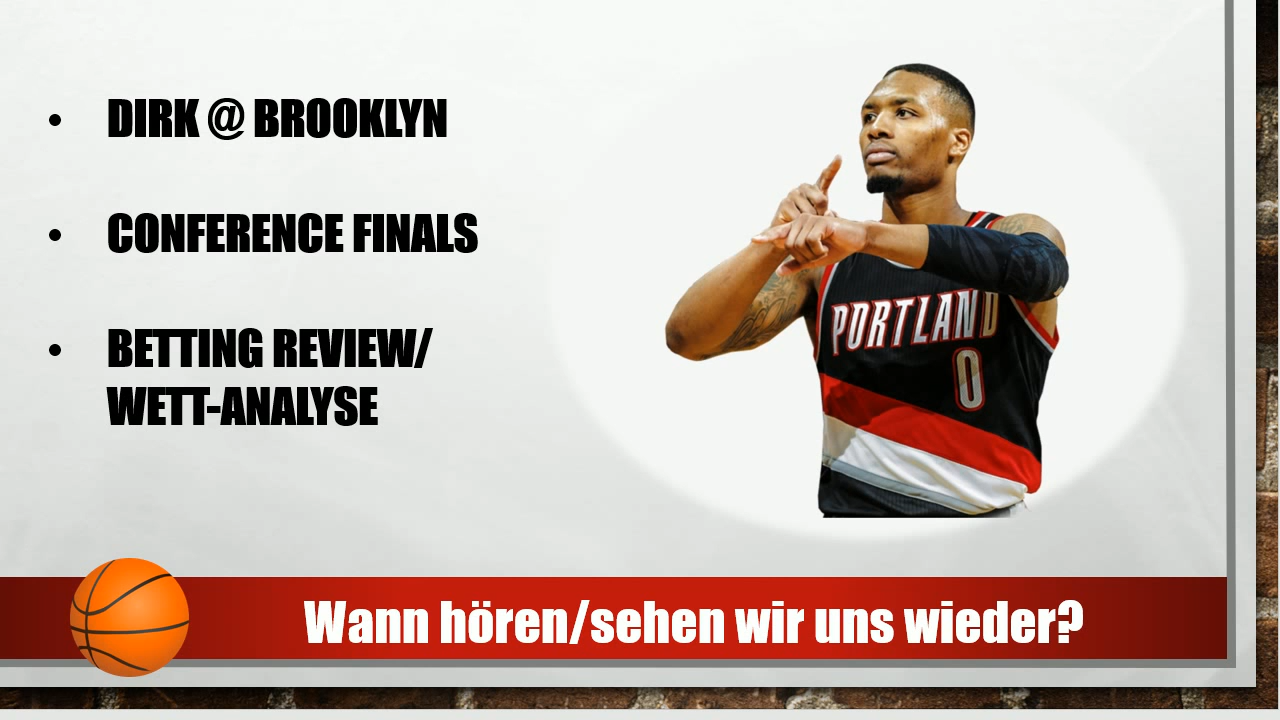 • DIRK @ BROOKLYN
• CONFERENCE FINALS
• BETTING REVIEW/
WETT-ANALYSE
PORTLAND
0
Wann hören/sehen wir uns wieder?